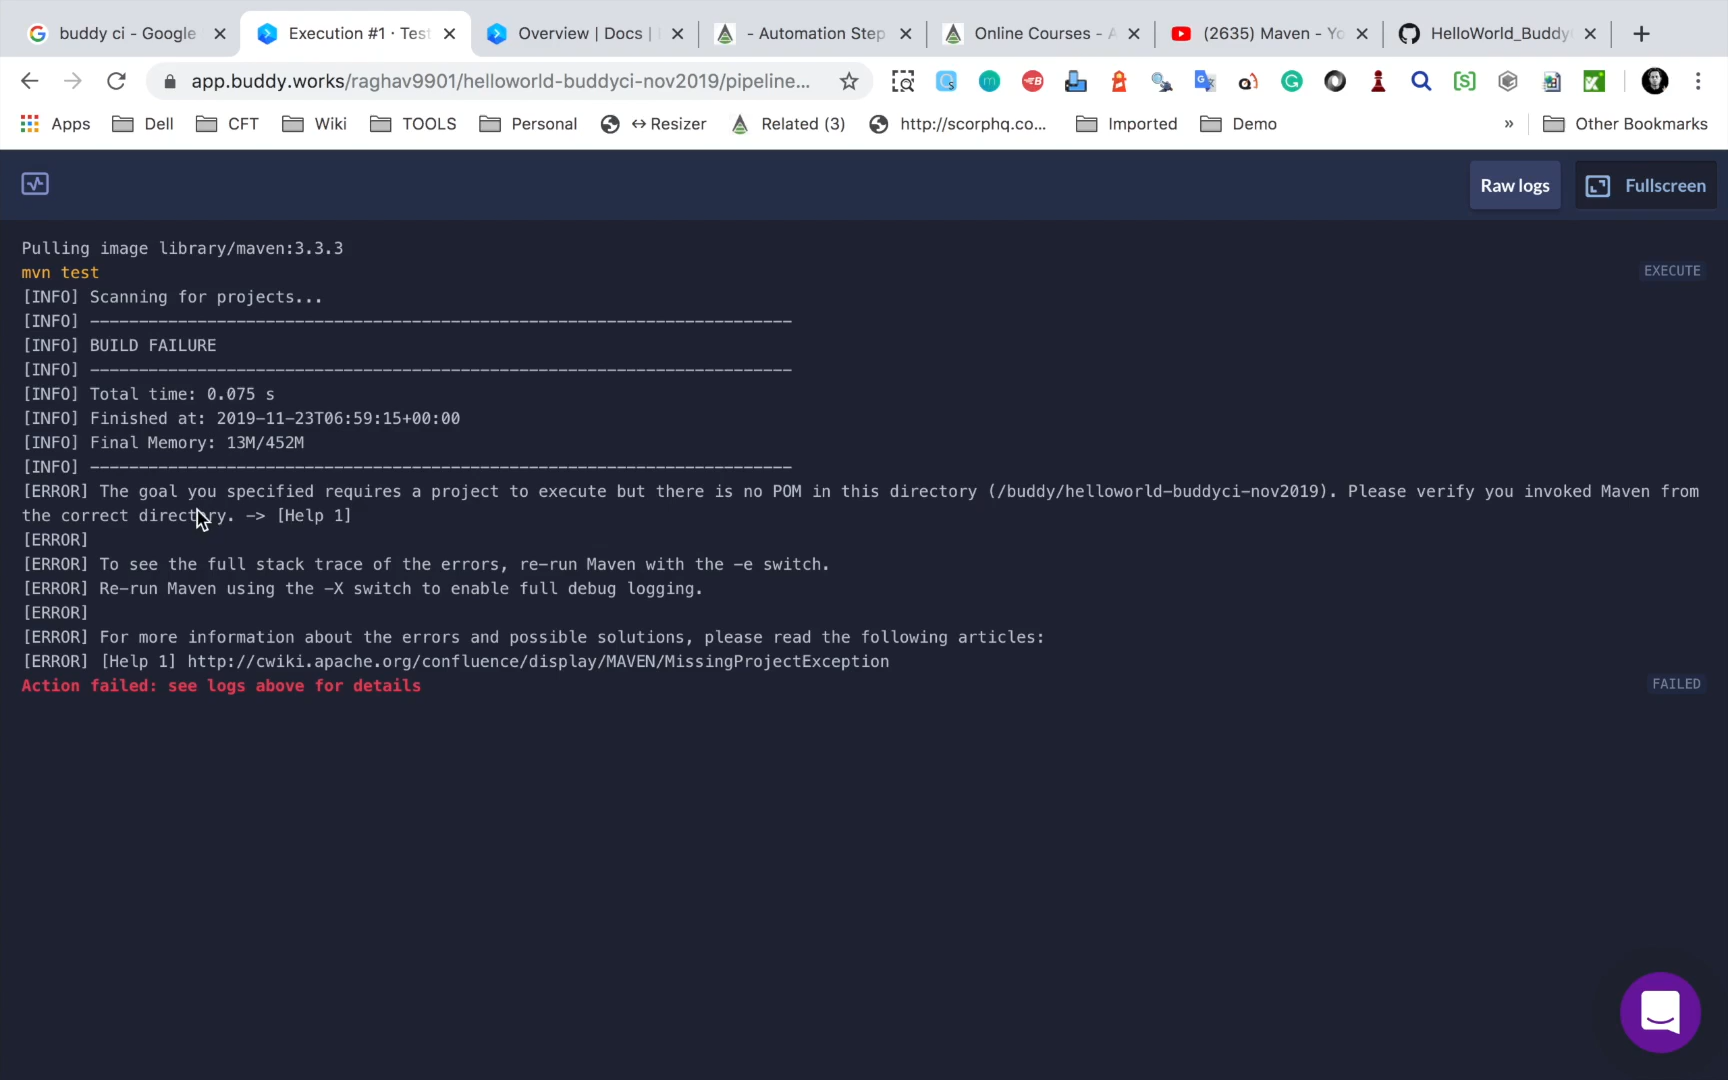 buddy ci - Google
Execution #1 · Test
Overview | Docs |
- Automation Step
Online Courses - A
(2635) Maven - Yo
HelloWorld_Buddy
app.buddy.works/raghav9901/helloworld-buddyci-nov2019/pipeline...
Apps
Dell
CFT
Wiki
TOOLS
Personal
↔Resizer
Related (3)
http://scorphq.co...
Imported
Demo
»
Other Bookmarks
Raw logs
Fullscreen
Pulling image library/maven:3.3.3
mvn test
EXECUTE
[INFO] Scanning for projects...
[INFO] ------------------------------------------------------------------------
[INFO] BUILD FAILURE
[INFO] ------------------------------------------------------------------------
[INFO] Total time: 0.075 s
[INFO] Finished at: 2019-11-23T06:59:15+00:00
[INFO] Final Memory: 13M/452M
[INFO] ------------------------------------------------------------------------
[ERROR] The goal you specified requires a project to execute but there is no POM in this directory (/buddy/helloworld-buddyci-nov2019). Please verify you invoked Maven from
the correct directory. -> [Help 1]
[ERROR]
[ERROR] To see the full stack trace of the errors, re-run Maven with the -e switch.
[ERROR] Re-run Maven using the -X switch to enable full debug logging.
[ERROR]
[ERROR] For more information about the errors and possible solutions, please read the following articles:
[ERROR] [Help 1] http://cwiki.apache.org/confluence/display/MAVEN/MissingProjectException
Action failed: see logs above for details
FAILED